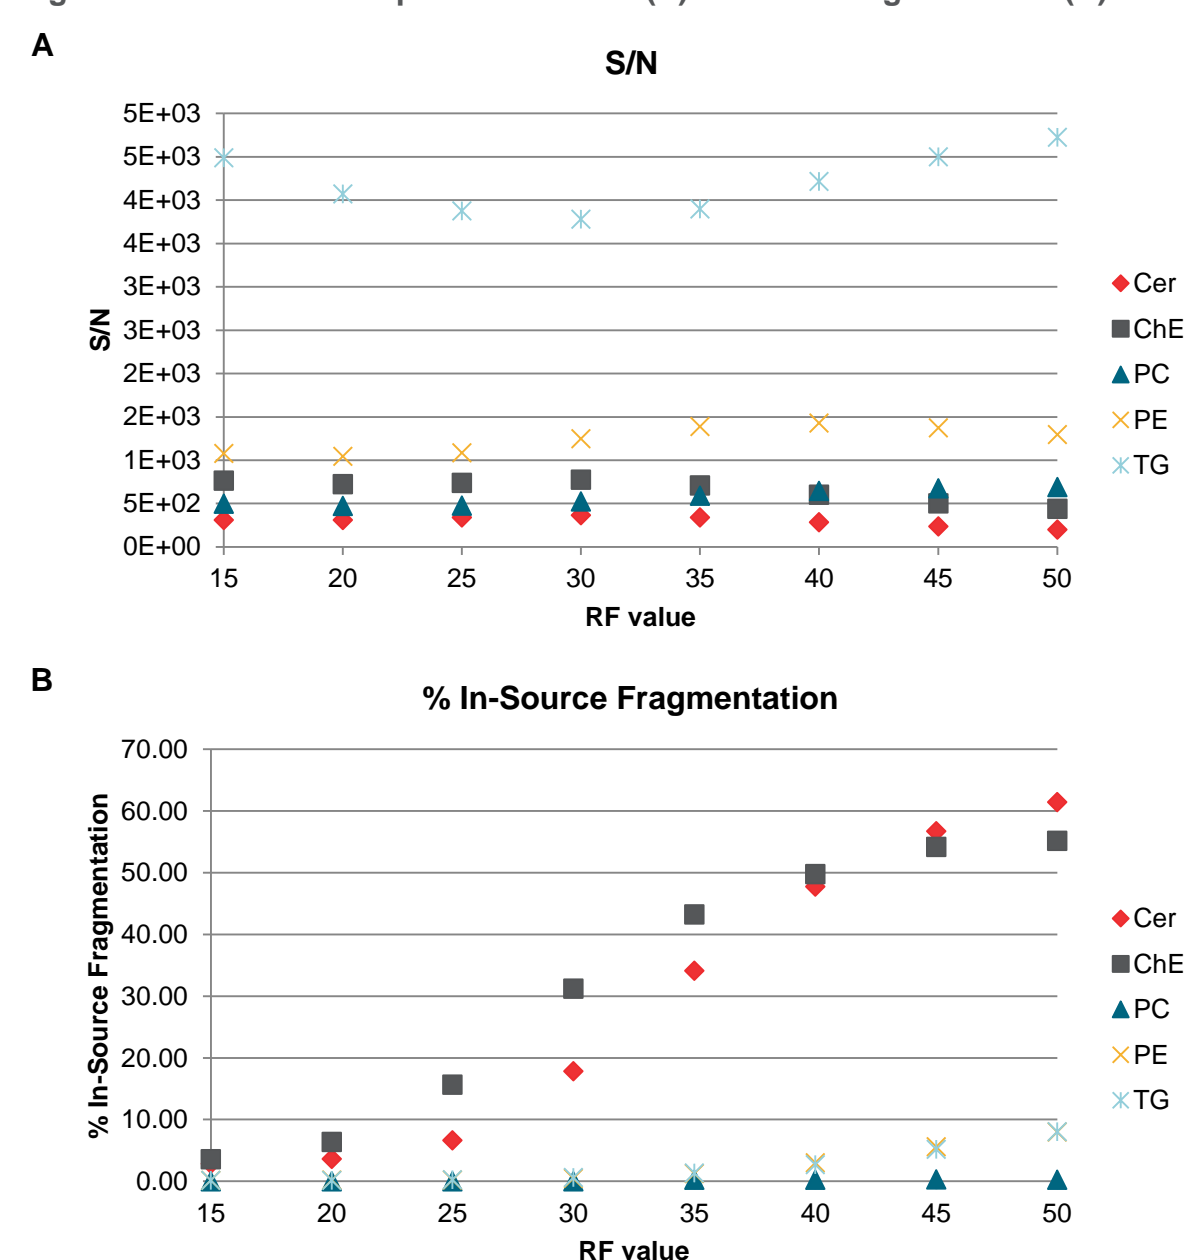 A
S/N
5E+03
5E+03
4E+03
4E+03
3E+03
3E+03
2E+03
2E+03
1E+03
5E+02
0E+00
S/N
15 20 25 30 35 40 45 50
RF value
Cer
ChE
PC
PE
TG
B
% In-Source Fragmentation
70.00
60.00
50.00
40.00
30.00
20.00
10.00
0.00
% In-Source Fragmentation
15 20 25 30 35 40 45 50
RF value
Cer
ChE
PC
PE
TG